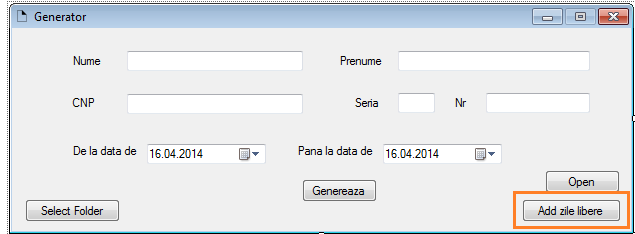 Generator
Nume
Prenume
CNP
Seria
Nr
De la data de 16.04.2014
Pana la data de 16.04.2014
Open
Genereaza
Select Folder
Add zile libere